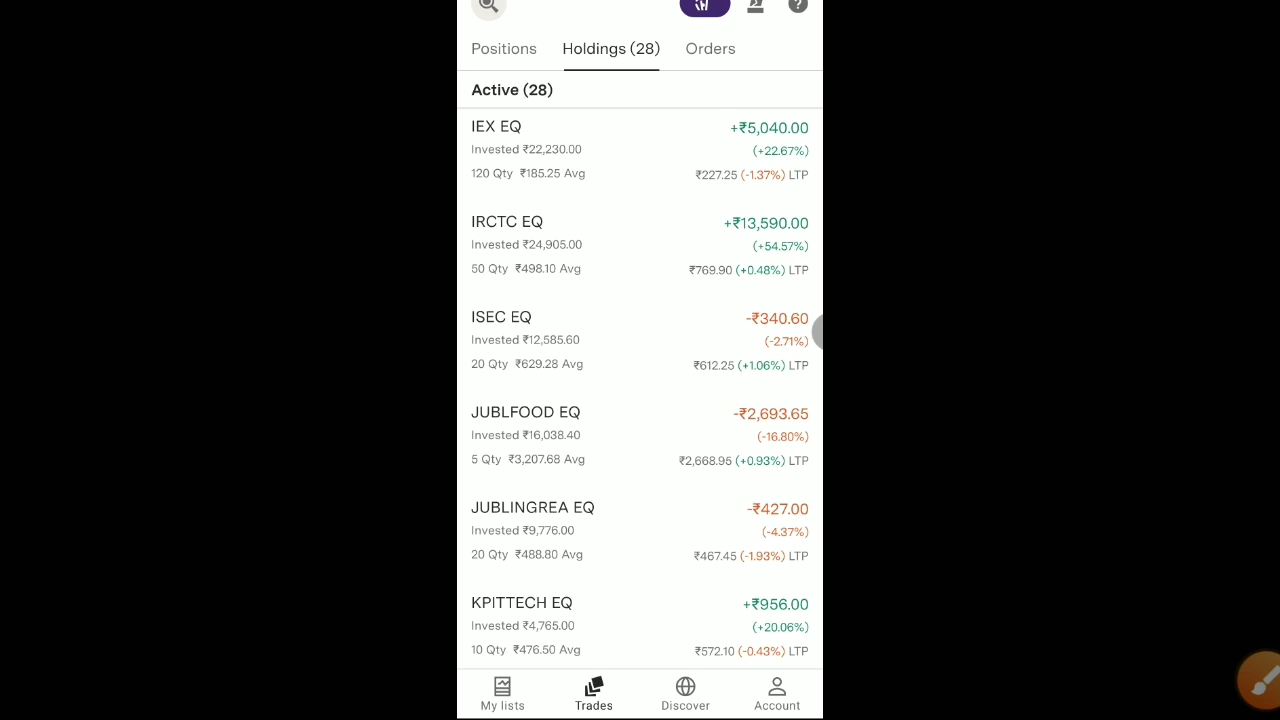 Positions Holdings (28) Orders
Active (28)
IEX EQ +₹5,040.00
Invested ₹22,230.00 (+22.67%)
120 Qty ₹185.25 Avg ₹227.25 (-1.37%) LTP
IRCTC EQ +₹13,590.00
Invested ₹24,905.00 (+54.57%)
50 Qty ₹498.10 Avg ₹769.90 (+0.48%) LTP
ISEC EQ -₹340.60
Invested ₹12,585.60 (-2.71%)
20 Qty ₹629.28 Avg ₹612.25 (+1.06%) LTP
JUBLFOOD EQ -₹2,693.65
Invested ₹16,038.40 (-16.80%)
5 Qty ₹3,207.68 Avg ₹2,668.95 (+0.93%) LTP
JUBLINGREA EQ -₹427.00
Invested ₹9,776.00 (-4.37%)
20 Qty ₹488.80 Avg ₹467.45 (-1.93%) LTP
KPITTECH EQ +₹956.00
Invested ₹4,765.00 (+20.06%)
10 Qty ₹476.50 Avg ₹572.10 (-0.43%) LTP
My lists Trades Discover Account